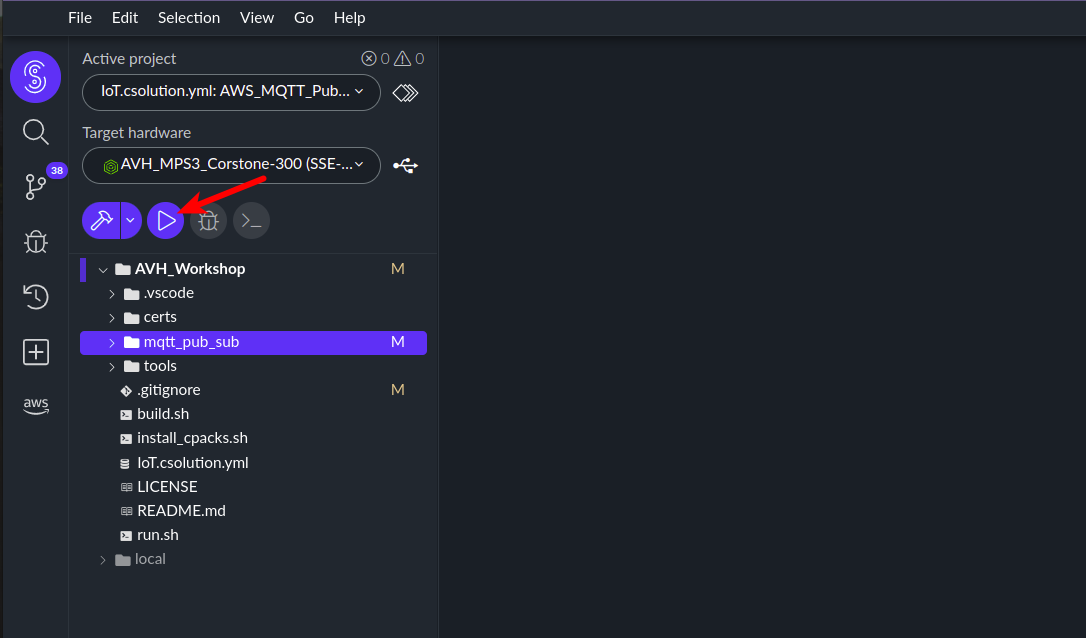 File Edit Selection View Go Help
Active project 0 0
IoT.csolution.yml: AWS_MQTT_Pub...
Target hardware
AVH_MPS3_Corstone-300 (SSE-...
38
AVH_Workshop M
.vscode
certs
mqtt_pub_sub M
tools
.gitignore M
build.sh
install_cpacks.sh
IoT.csolution.yml
LICENSE
README.md
run.sh
local
aws